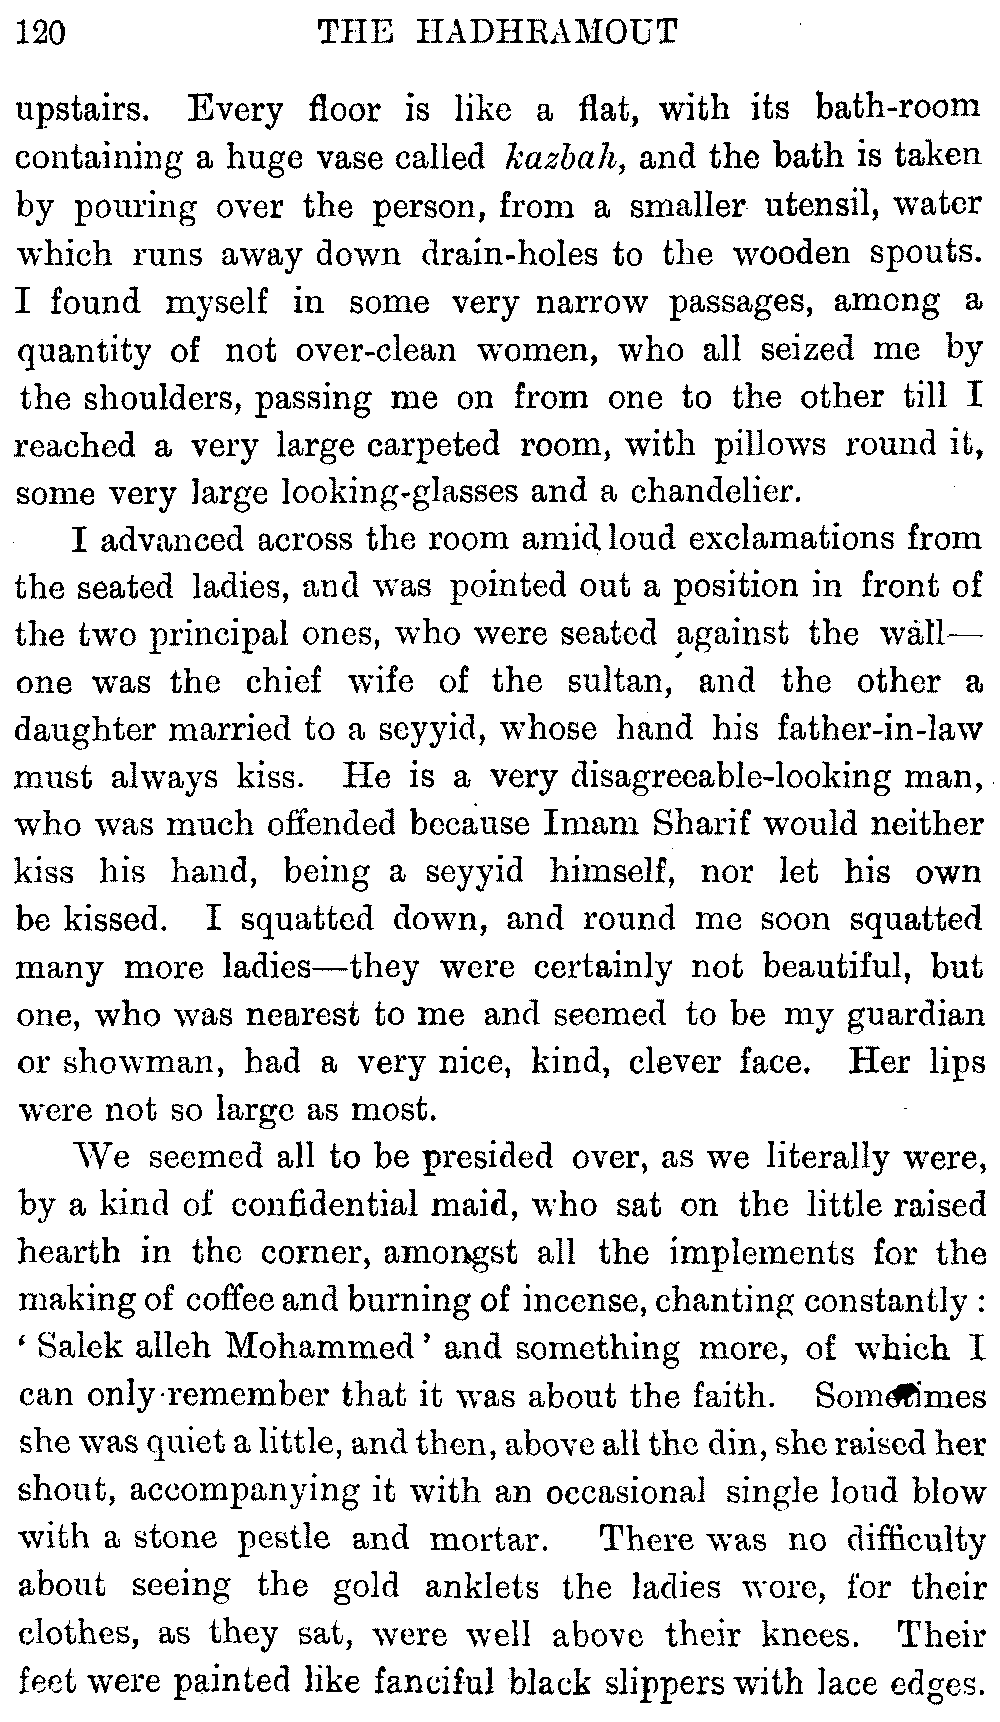 120 THE HADHRAMOUT
upstairs. Every floor is like a flat, with its bath-room
containing a huge vase called kazbah, and the bath is taken
by pouring over the person, from a smaller utensil, water
which runs away down drain-holes to the wooden spouts.
I found myself in some very narrow passages, among a
quantity of not over-clean women, who all seized me by
the shoulders, passing me on from one to the other till I
reached a very large carpeted room, with pillows round it,
some very large looking-glasses and a chandelier.
I advanced across the room amid loud exclamations from
the seated ladies, and was pointed out a position in front of
the two principal ones, who were seated against the wall—
one was the chief wife of the sultan, and the other a
daughter married to a seyyid, whose hand his father-in-law
must always kiss. He is a very disagreeable-looking man,
who was much offended because Imam Sharif would neither
kiss his hand, being a seyyid himself, nor let his own
be kissed. I squatted down, and round me soon squatted
many more ladies—they were certainly not beautiful, but
one, who was nearest to me and seemed to be my guardian
or showman, had a very nice, kind, clever face. Her lips
were not so large as most.
We seemed all to be presided over, as we literally were,
by a kind of confidential maid, who sat on the little raised
hearth in the corner, amongst all the implements for the
making of coffee and burning of incense, chanting constantly :
‘ Salek alleh Mohammed ’ and something more, of which I
can only remember that it was about the faith. Sometimes
she was quiet a little, and then, above all the din, she raised her
shout, accompanying it with an occasional single loud blow
with a stone pestle and mortar. There was no difficulty
about seeing the gold anklets the ladies wore, for their
clothes, as they sat, were well above their knees. Their
feet were painted like fanciful black slippers with lace edges.